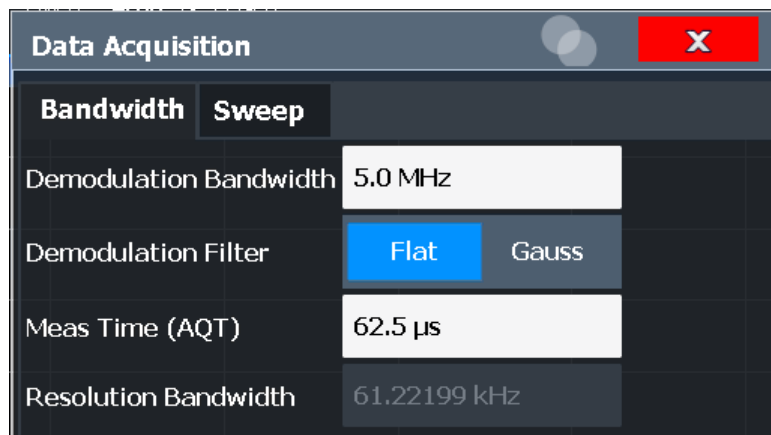 Data Acquisition X
Bandwidth Sweep
Demodulation Bandwidth 5.0 MHz
Demodulation Filter Flat Gauss
Meas Time (AQT) 62.5 µs
Resolution Bandwidth 61.22199 kHz